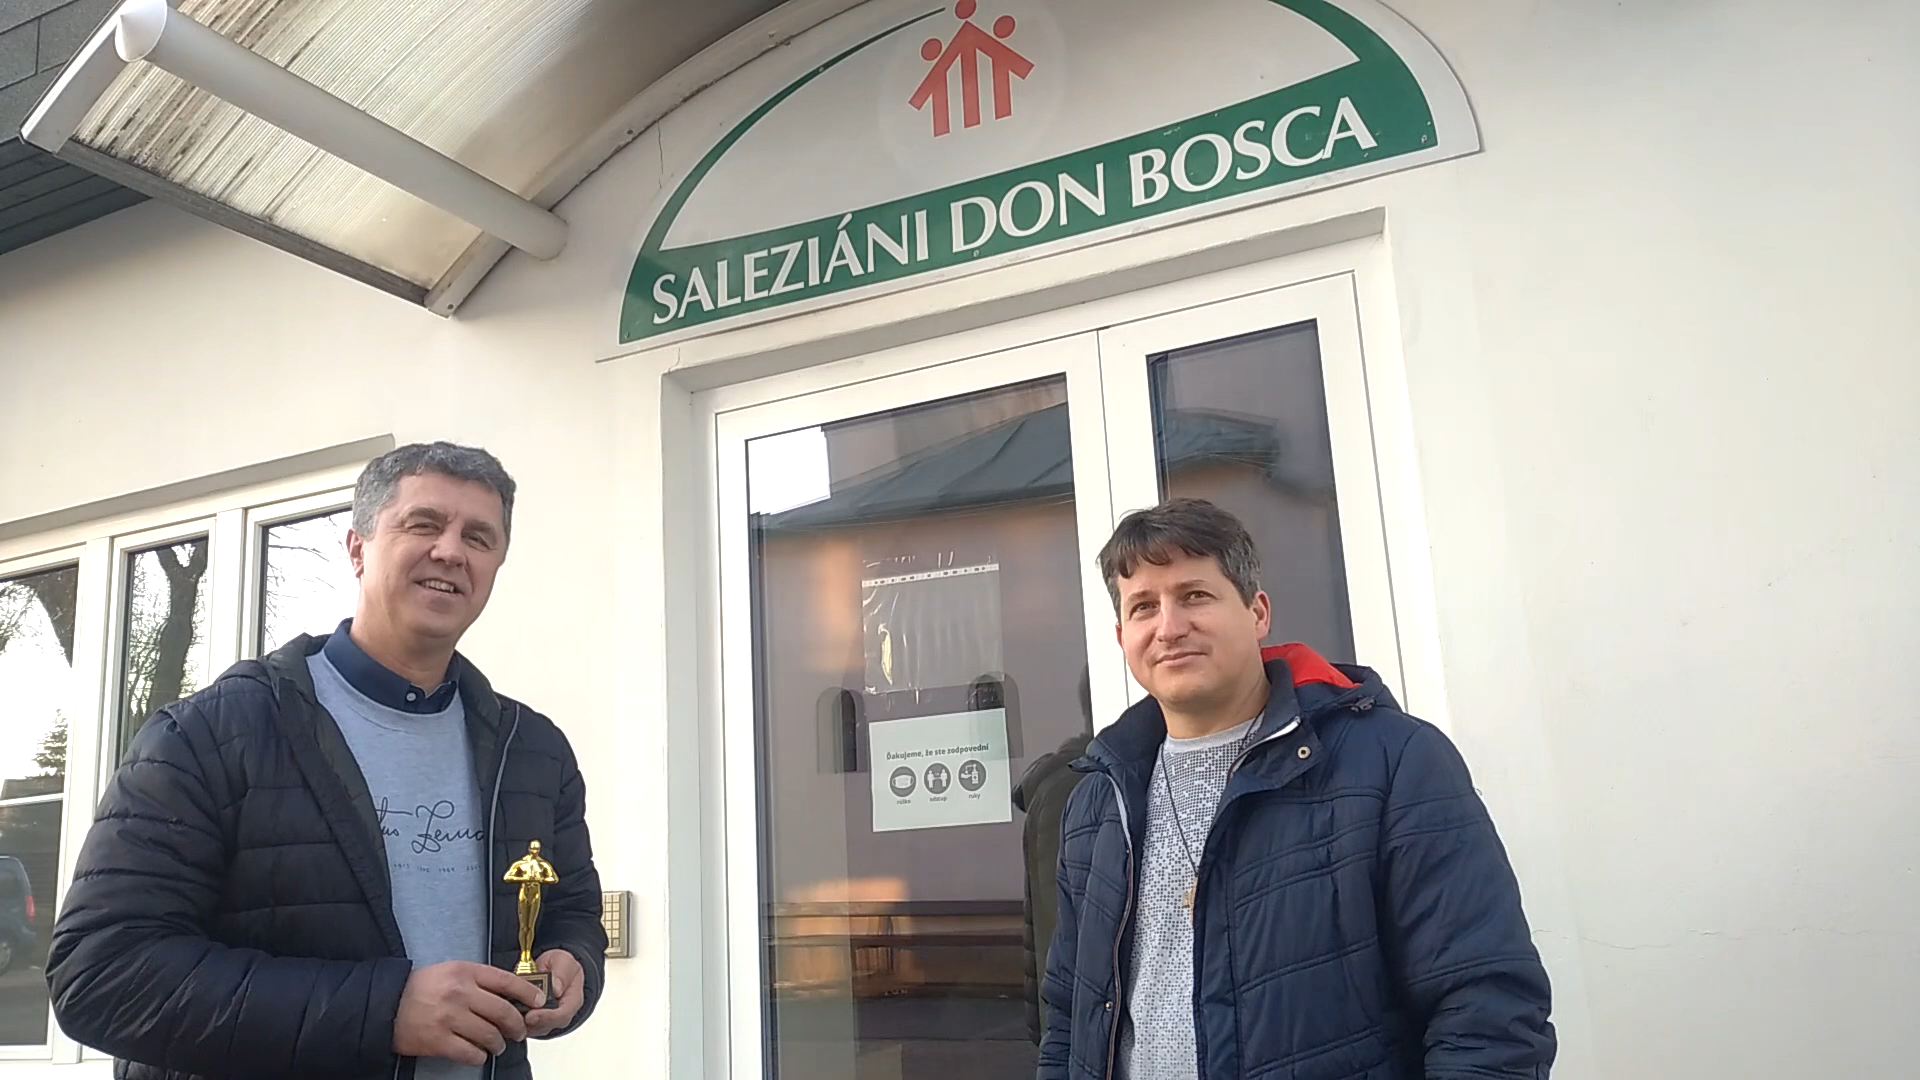 SALEZIÁNI DON BOSCA
Ďakujeme, že ste zodpovední
rúško odstup ruky